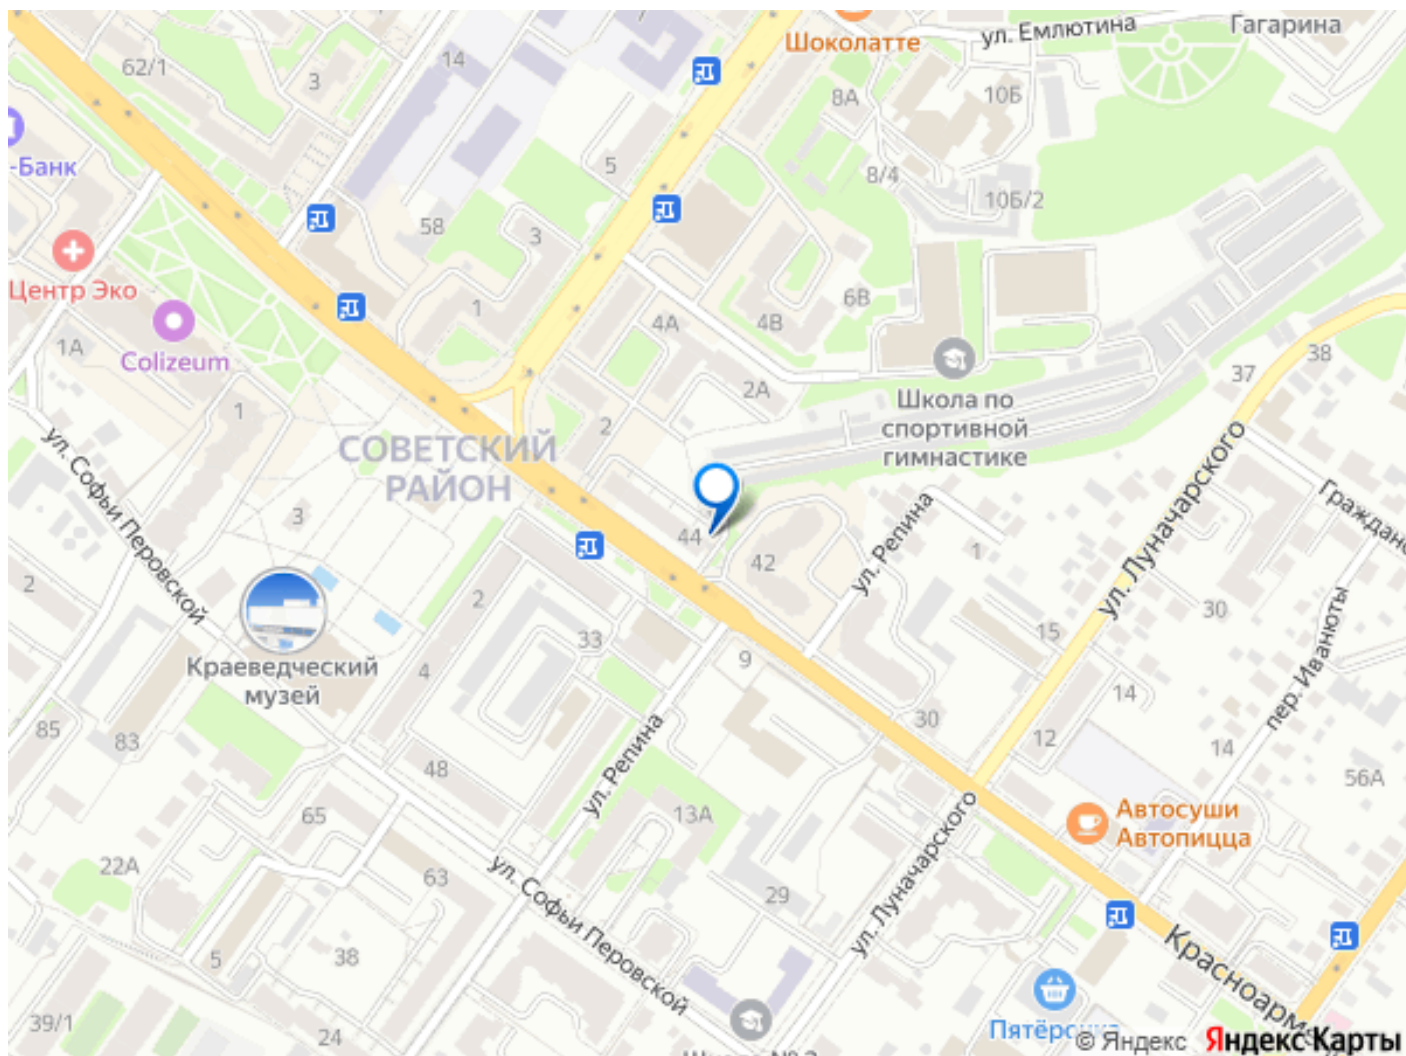 7
ул. Емлютина
Гагарина
Шоколатте
62/1
3
14
8А
10Б
-Банк
5
8/4
10Б/2
58
3
Центр Эко
1
6В
4А
4В
1А
Colizeum
37
38
2А
Школа по
спортивной
гимнастике
1
2
СОВЕТСКИЙ
РАЙОН
ул. Софьи Перовской
3
44
42
ул. Репина
1
ул. Луначарского
Гражданс
2
2
33
30
15
пер. Иванюты
Краеведческий
музей
4
9
14
85
83
30
12
14
48
ул. Репина
56А
65
13А
Автосуши
Автопицца
22А
63
ул. Софьи Перовской
29
ул. Луначарского
5
38
Красноарм
39/1
24
Пятёрочка
© Яндекс
Яндекс Карты